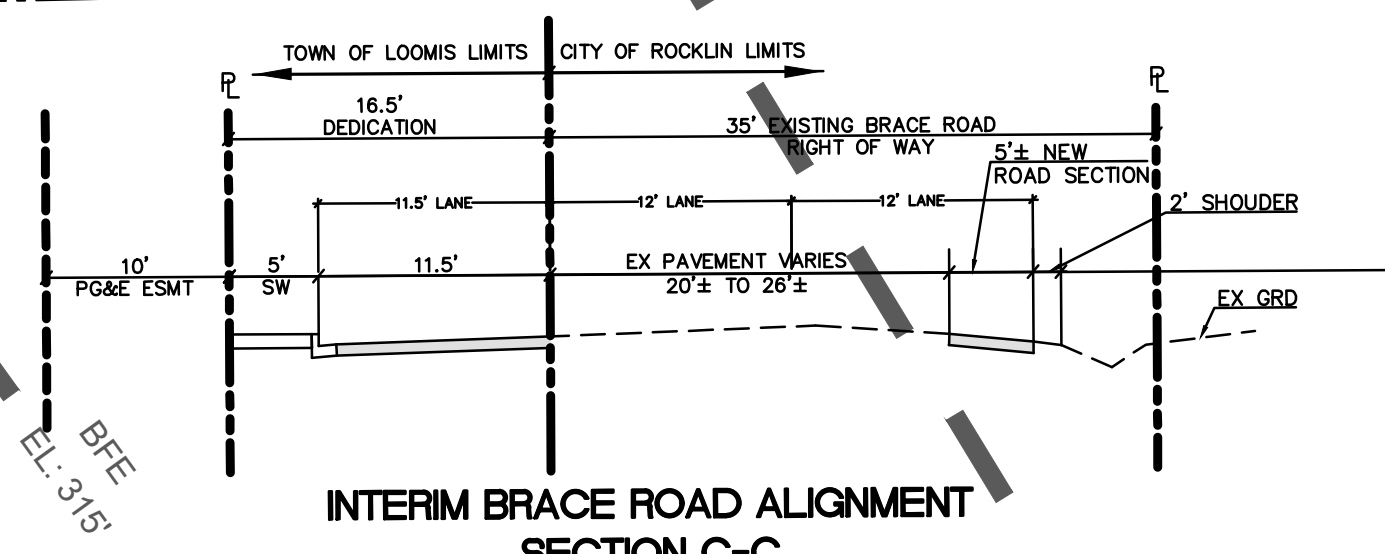 TOWN OF LOOMIS LIMITS
CITY OF ROCKLIN LIMITS
PL
PL
16.5'
DEDICATION
35' EXISTING BRACE ROAD
RIGHT OF WAY
5'± NEW
ROAD SECTION
11.5' LANE
12' LANE
12' LANE
2' SHOUDER
10'
PG&E ESMT
5'
SW
11.5'
EX PAVEMENT VARIES
20'± TO 26'±
EX GRD
BFE
EL: 315'
INTERIM BRACE ROAD ALIGNMENT
SECTION C-C